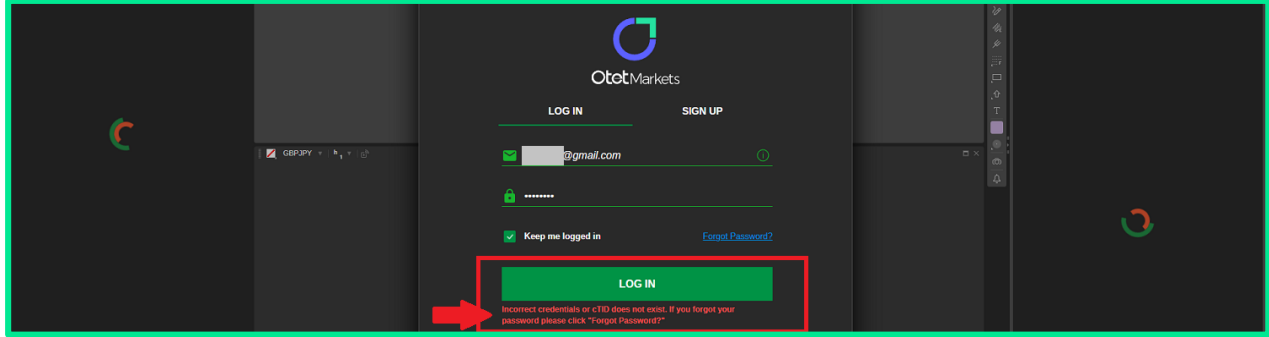 OtetMarkets
LOG IN
SIGN UP
@gmail.com
GBPJPY
h1
T
••••••••
Keep me logged in
Forgot Password?
LOG IN
Incorrect credentials or cTID does not exist. If you forgot your
password please click "Forgot Password?"